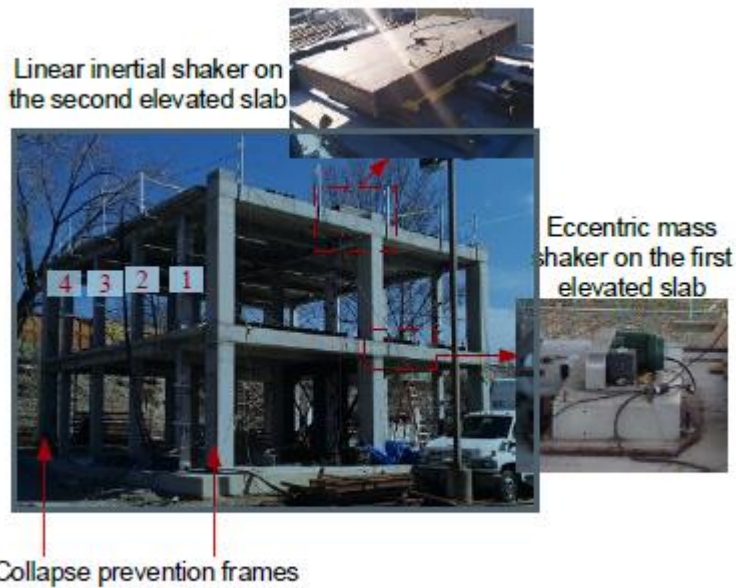 Linear inertial shaker on
the second elevated slab
Eccentric mass
shaker on the first
elevated slab
4 3 2 1
Collapse prevention frames